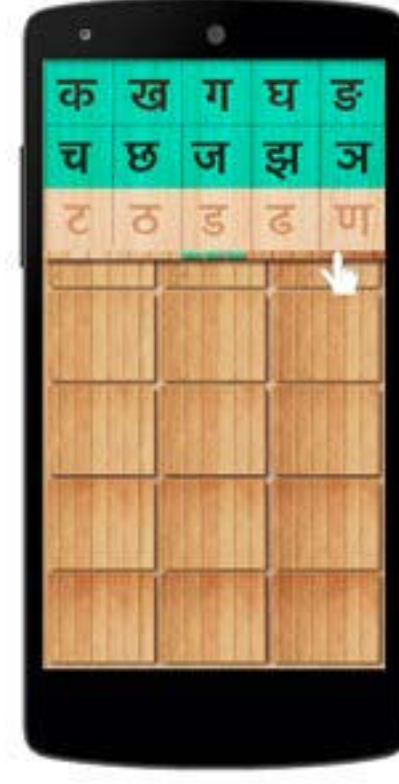 क ख ग घ ङ
च छ ज झ ञ
ट ठ ड ढ ण